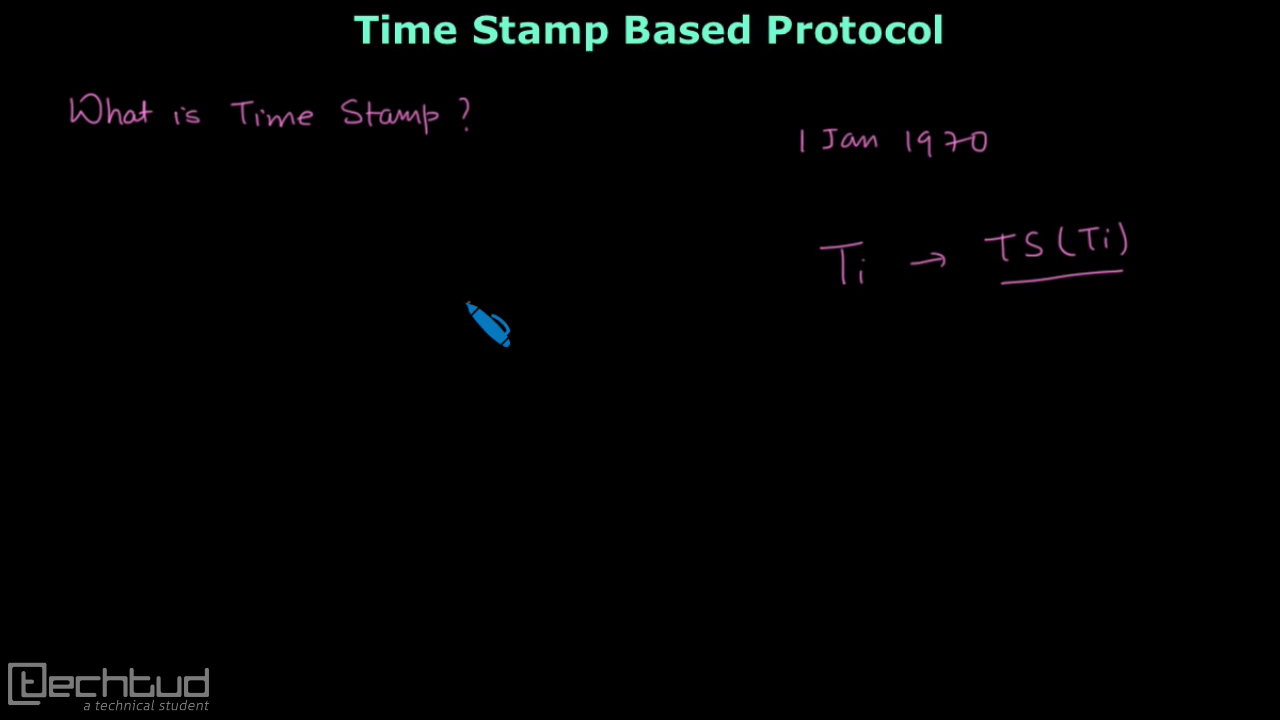 Time Stamp Based Protocol
What is Time Stamp?
1 Jan 1970
Ti → TS(Ti)
techtud
a technical student